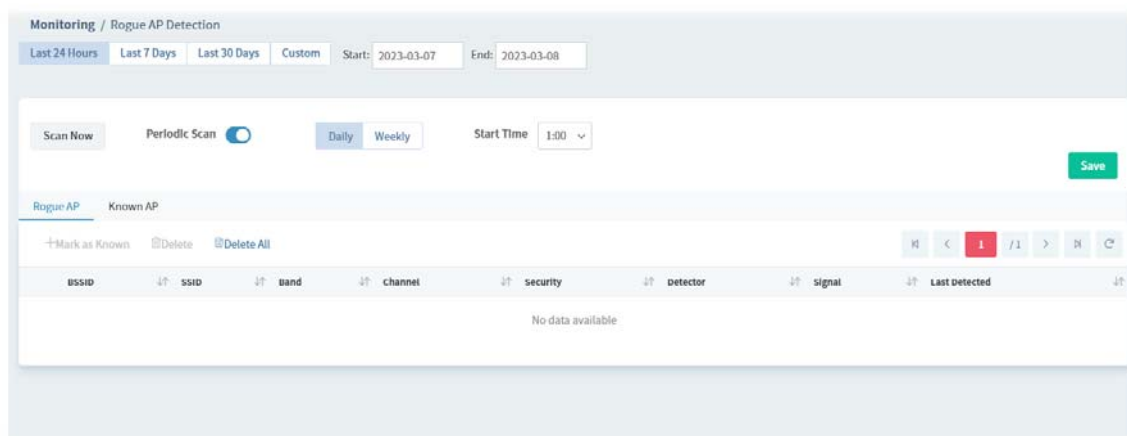 Monitoring / Rogue AP Detection
Last 24 Hours Last 7 Days Last 30 Days Custom Start: 2023-03-07 End: 2023-03-08
Scan Now Periodic Scan Daily Weekly Start Time 1:00
Save
Rogue AP Known AP
Mark as Known Delete Delete All 1 / 1
BSSID SSID Band Channel Security Detector Signal Last Detected
No data available